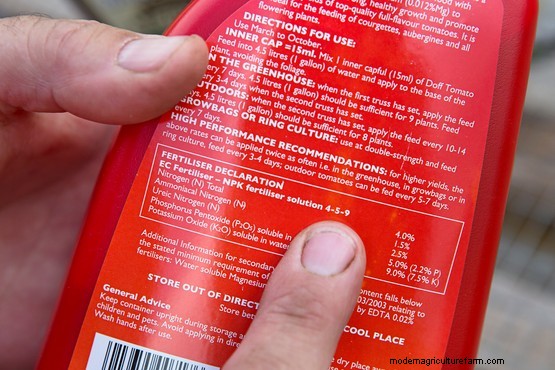 (0.012%Mg) to
healthy growth and promote
of top-quality full-flavour tomatoes. It is
ideal for the feeding of courgettes, aubergines and all
flowering plants.
DIRECTIONS FOR USE:
Use March to October.
INNER CAP =15ml. Mix 1 inner capful (15ml) of Doff Tomato
Feed into 4.5 litres (1 gallon) of water and apply to the base of the
plant, avoiding the foliage.
IN THE GREENHOUSE: when the first truss has set, apply the feed
every 7 days. 4.5 litres (1 gallon) should be sufficient for 9 plants. Feed
every 3-4 days when the second truss has set.
OUTDOORS: when the second truss has set, apply the feed every 10-14
days. 4.5 litres (1 gallon) should be sufficient for 8 plants.
GROWBAGS OR RING CULTURE: use at double-strength and feed
every 7 days.
HIGH PERFORMANCE RECOMMENDATIONS: for higher yields, the
above rates can be applied twice as often i.e. in the greenhouse, in growbags or in
ring culture, feed every 3-4 days; outdoor tomatoes can be fed every 5-7 days.
FERTILISER DECLARATION
EC Fertiliser – NPK fertiliser solution 4-5-9
Nitrogen (N) Total 4.0%
Ammoniacal Nitrogen (N) 1.5%
Ureic Nitrogen (N) 2.5%
Phosphorus Pentoxide (P₂O₅) soluble in 5.0% (2.2% P)
Potassium Oxide (K₂O) soluble in water 9.0% (7.5% K)
Additional Information for secondary content falls below
the stated minimum requirement of 2003/2003 relating to
fertilisers: Water soluble Magnesium by EDTA 0.02%
STORE OUT OF DIRECT COOL PLACE
General Advice
Keep container upright during storage a dry place away
children and pets. Avoid applying in direct
Wash hands after use.
modernagriculturefarm.com